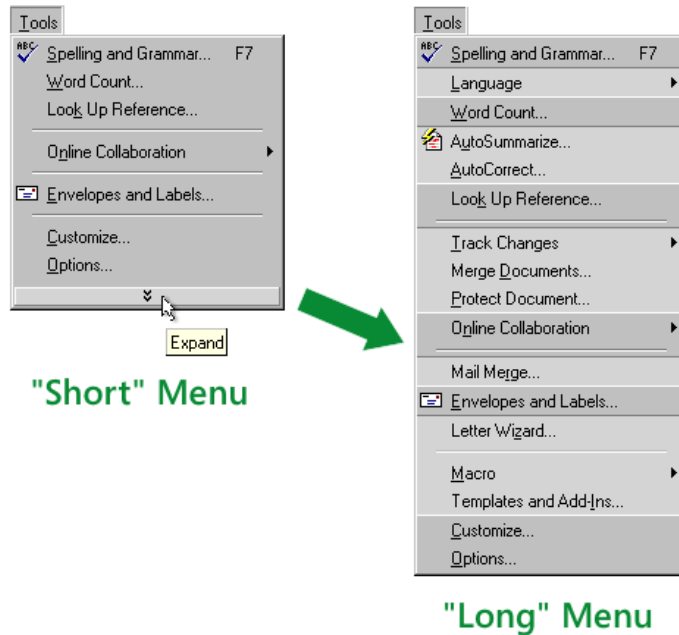 Tools
ABC Spelling and Grammar... F7
Word Count...
Look Up Reference...
Online Collaboration
Envelopes and Labels...
Customize...
Options...
Expand
"Short" Menu
Tools
ABC Spelling and Grammar... F7
Language
Word Count...
AutoSummarize...
AutoCorrect...
Look Up Reference...
Track Changes
Merge Documents...
Protect Document...
Online Collaboration
Mail Merge...
Envelopes and Labels...
Letter Wizard...
Macro
Templates and Add-Ins...
Customize...
Options...
"Long" Menu